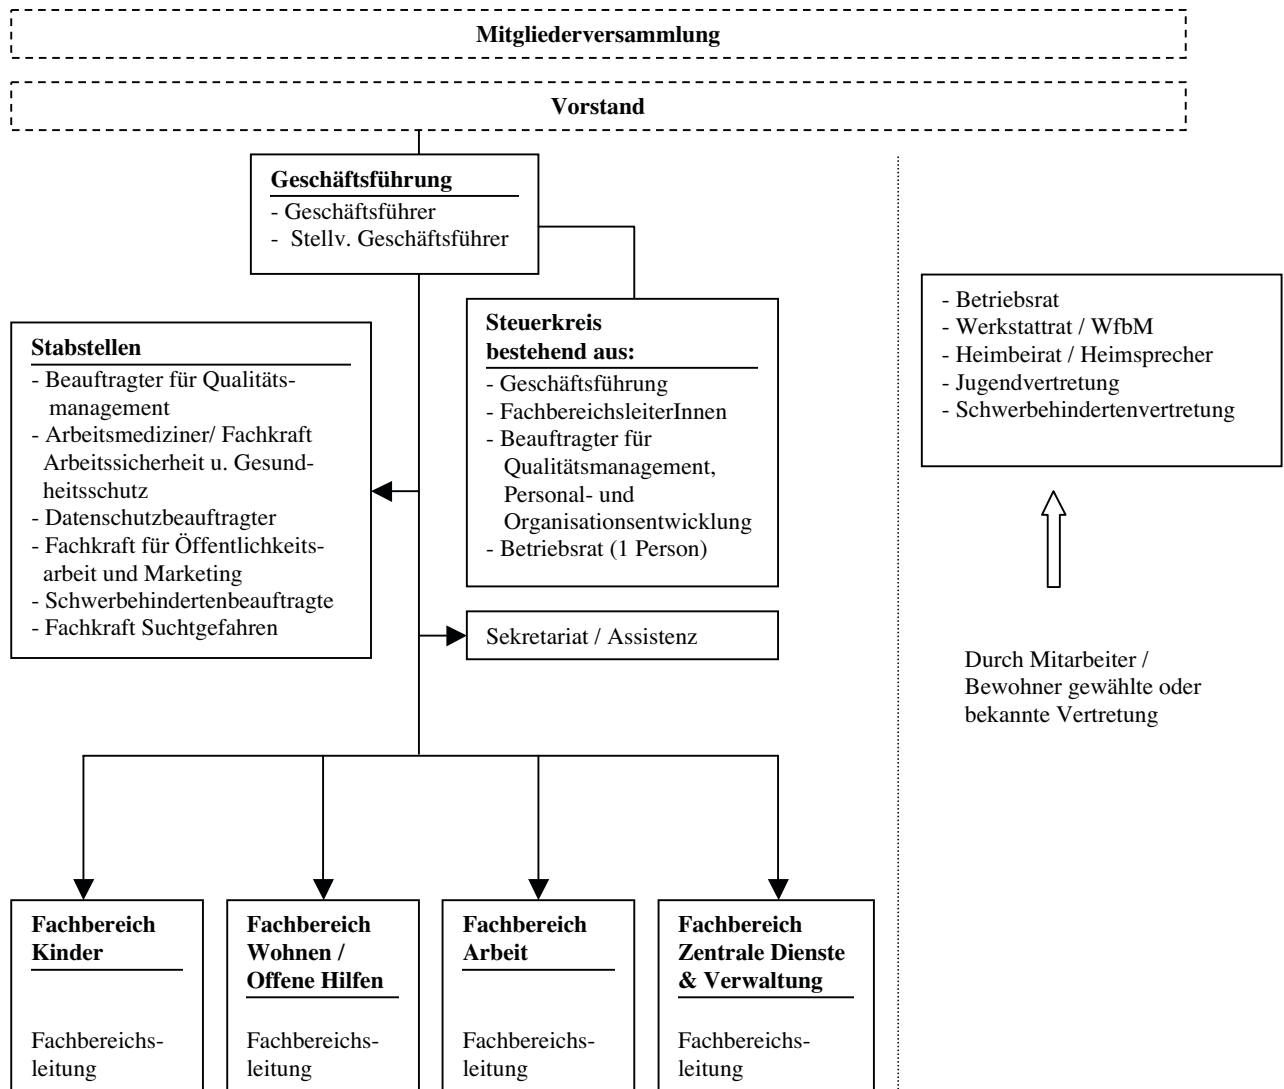 Mitgliederversammlung
Vorstand
Geschäftsführung
- Geschäftsführer
- Stellv. Geschäftsführer
Stabstellen
- Beauftragter für Qualitäts-
management
- Arbeitsmediziner/ Fachkraft
Arbeitssicherheit u. Gesund-
heitsschutz
- Datenschutzbeauftragter
- Fachkraft für Öffentlichkeits-
arbeit und Marketing
- Schwerbehindertenbeauftragte
- Fachkraft Suchtgefahren
Steuerkreis
bestehend aus:
- Geschäftsführung
- FachbereichsleiterInnen
- Beauftragter für
Qualitätsmanagement,
Personal- und
Organisationsentwicklung
- Betriebsrat (1 Person)
Sekretariat / Assistenz
- Betriebsrat
- Werkstattrat / WfbM
- Heimbeirat / Heimsprecher
- Jugendvertretung
- Schwerbehindertenvertretung
Durch Mitarbeiter /
Bewohner gewählte oder
bekannte Vertretung
Fachbereich
Kinder
Fachbereichs-
leitung
Fachbereich
Wohnen /
Offene Hilfen
Fachbereichs-
leitung
Fachbereich
Arbeit
Fachbereichs-
leitung
Fachbereich
Zentrale Dienste
& Verwaltung
Fachbereichs-
leitung